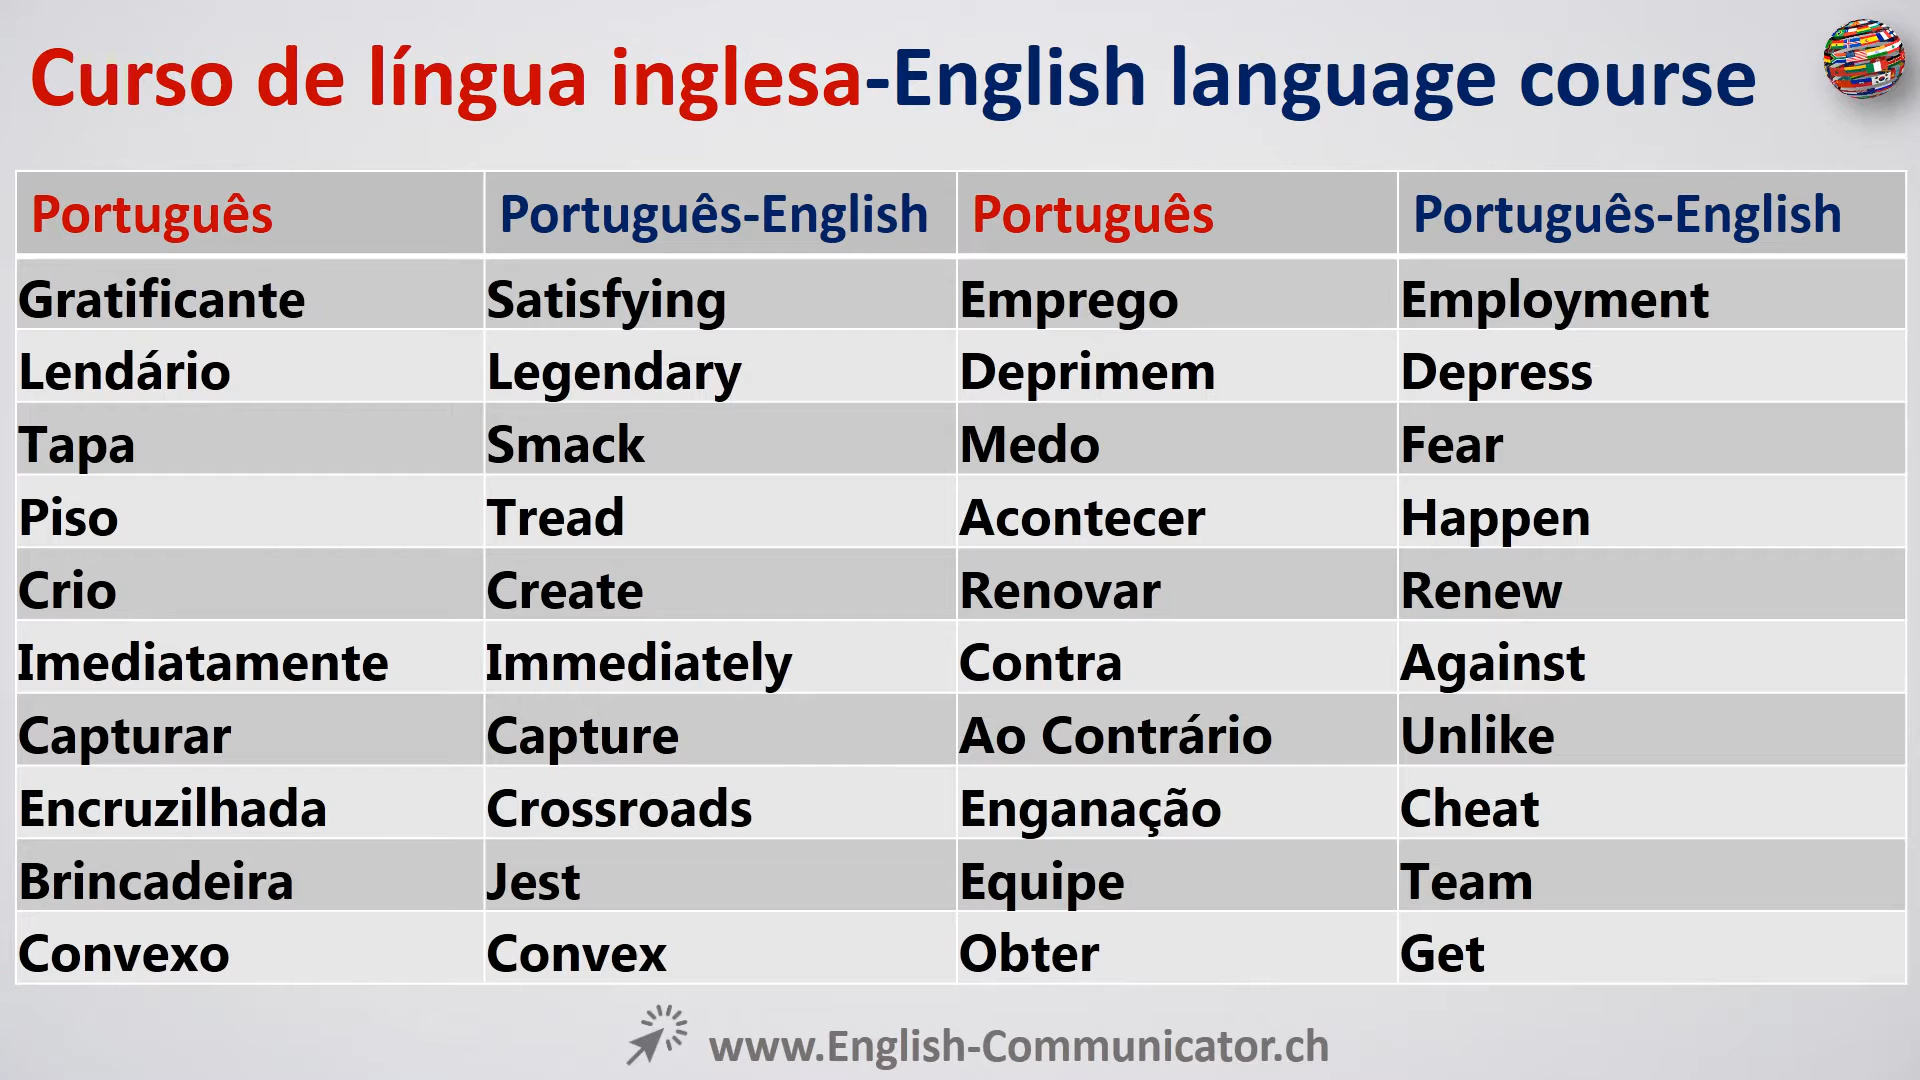 Curso de língua inglesa-English language course
Português Português-English Português Português-English
Gratificante Satisfying Emprego Employment
Lendário Legendary Deprimem Depress
Tapa Smack Medo Fear
Piso Tread Acontecer Happen
Crio Create Renovar Renew
Imediatamente Immediately Contra Against
Capturar Capture Ao Contrário Unlike
Encruzilhada Crossroads Enganação Cheat
Brincadeira Jest Equipe Team
Convexo Convex Obter Get
www.English-Communicator.ch